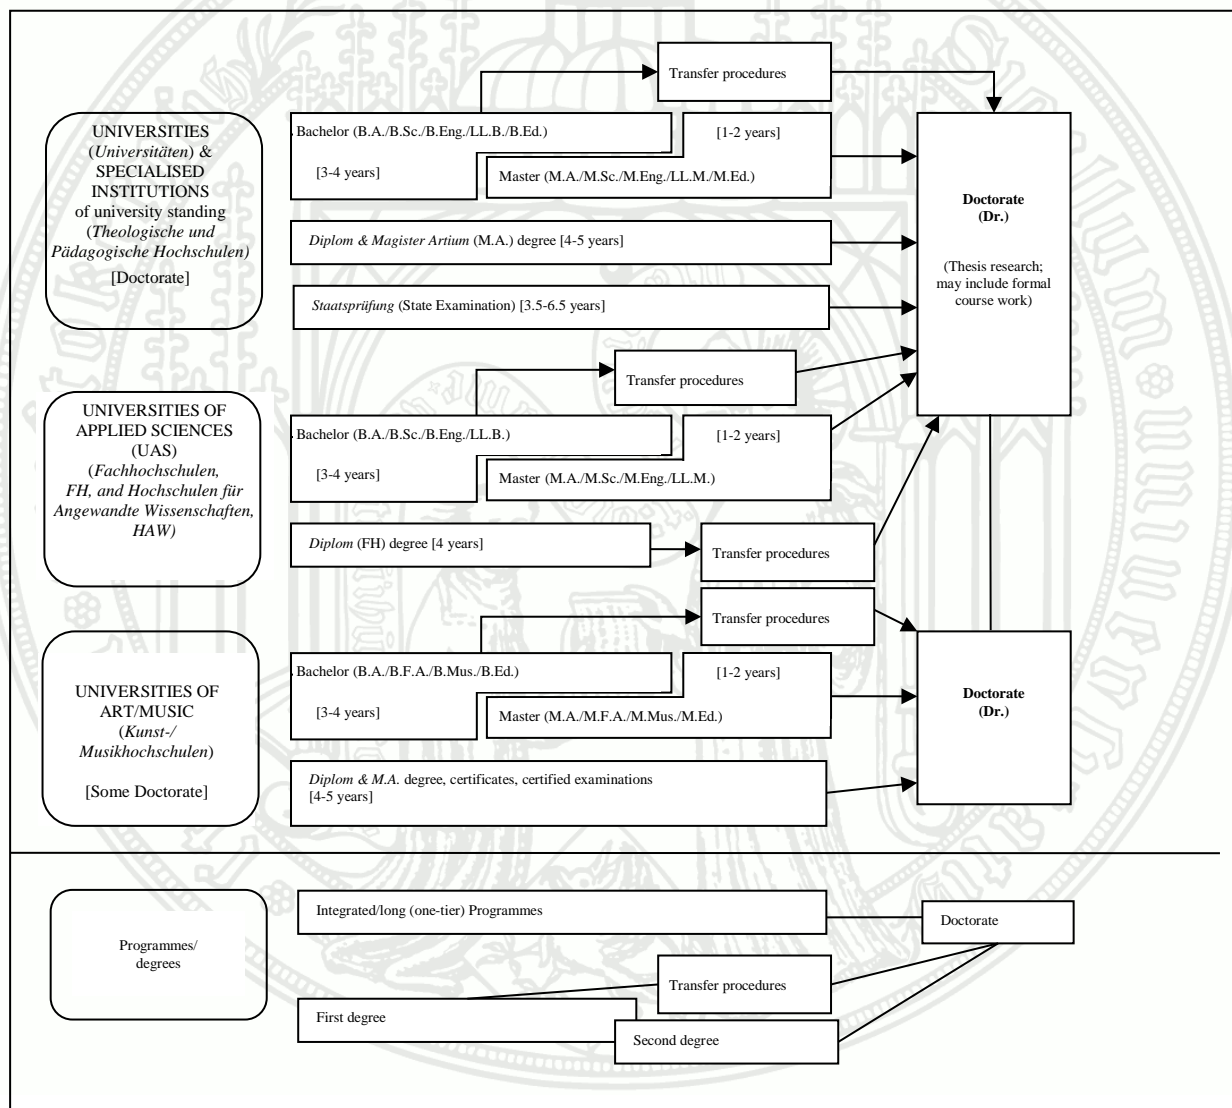 Transfer procedures
UNIVERSITIES
(Universitäten) &
SPECIALISED
INSTITUTIONS
of university standing
(Theologische und
Pädagogische Hochschulen)
[Doctorate]
Bachelor (B.A./B.Sc./B.Eng./LL.B./B.Ed.)
[3-4 years]
[1-2 years]
Master (M.A./M.Sc./M.Eng./LL.M./M.Ed.)
Diplom & Magister Artium (M.A.) degree [4-5 years]
Staatsprüfung (State Examination) [3.5-6.5 years]
Doctorate
(Dr.)
(Thesis research;
may include formal
course work)
UNIVERSITIES OF
APPLIED SCIENCES
(UAS)
(Fachhochschulen,
FH, and Hochschulen für
Angewandte Wissenschaften,
HAW)
Transfer procedures
Bachelor (B.A./B.Sc./B.Eng./LL.B.)
[3-4 years]
[1-2 years]
Master (M.A./M.Sc./M.Eng./LL.M.)
Diplom (FH) degree [4 years]
Transfer procedures
UNIVERSITIES OF
ART/MUSIC
(Kunst-/
Musikhochschulen)
[Some Doctorate]
Transfer procedures
Bachelor (B.A./B.F.A./B.Mus./B.Ed.)
[3-4 years]
[1-2 years]
Master (M.A./M.F.A./M.Mus./M.Ed.)
Diplom & M.A. degree, certificates, certified examinations
[4-5 years]
Doctorate
(Dr.)
Programmes/
degrees
Integrated/long (one-tier) Programmes
Doctorate
Transfer procedures
First degree
Second degree